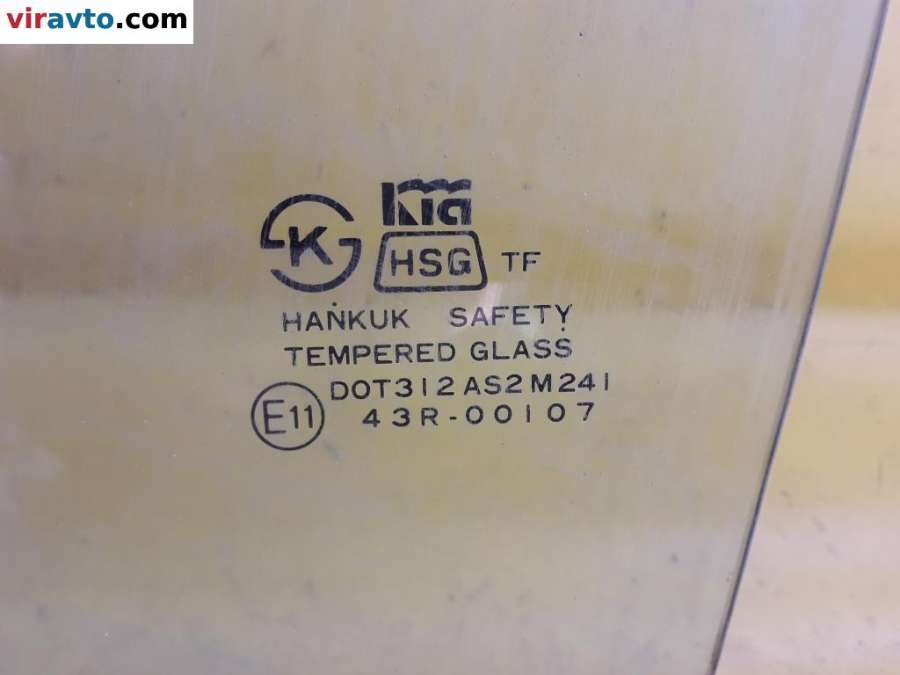 viravto.com
Kia
K HSG TF
HANKUK SAFETY
TEMPERED GLASS
DOT312 AS2 M241
E11 43R-00107